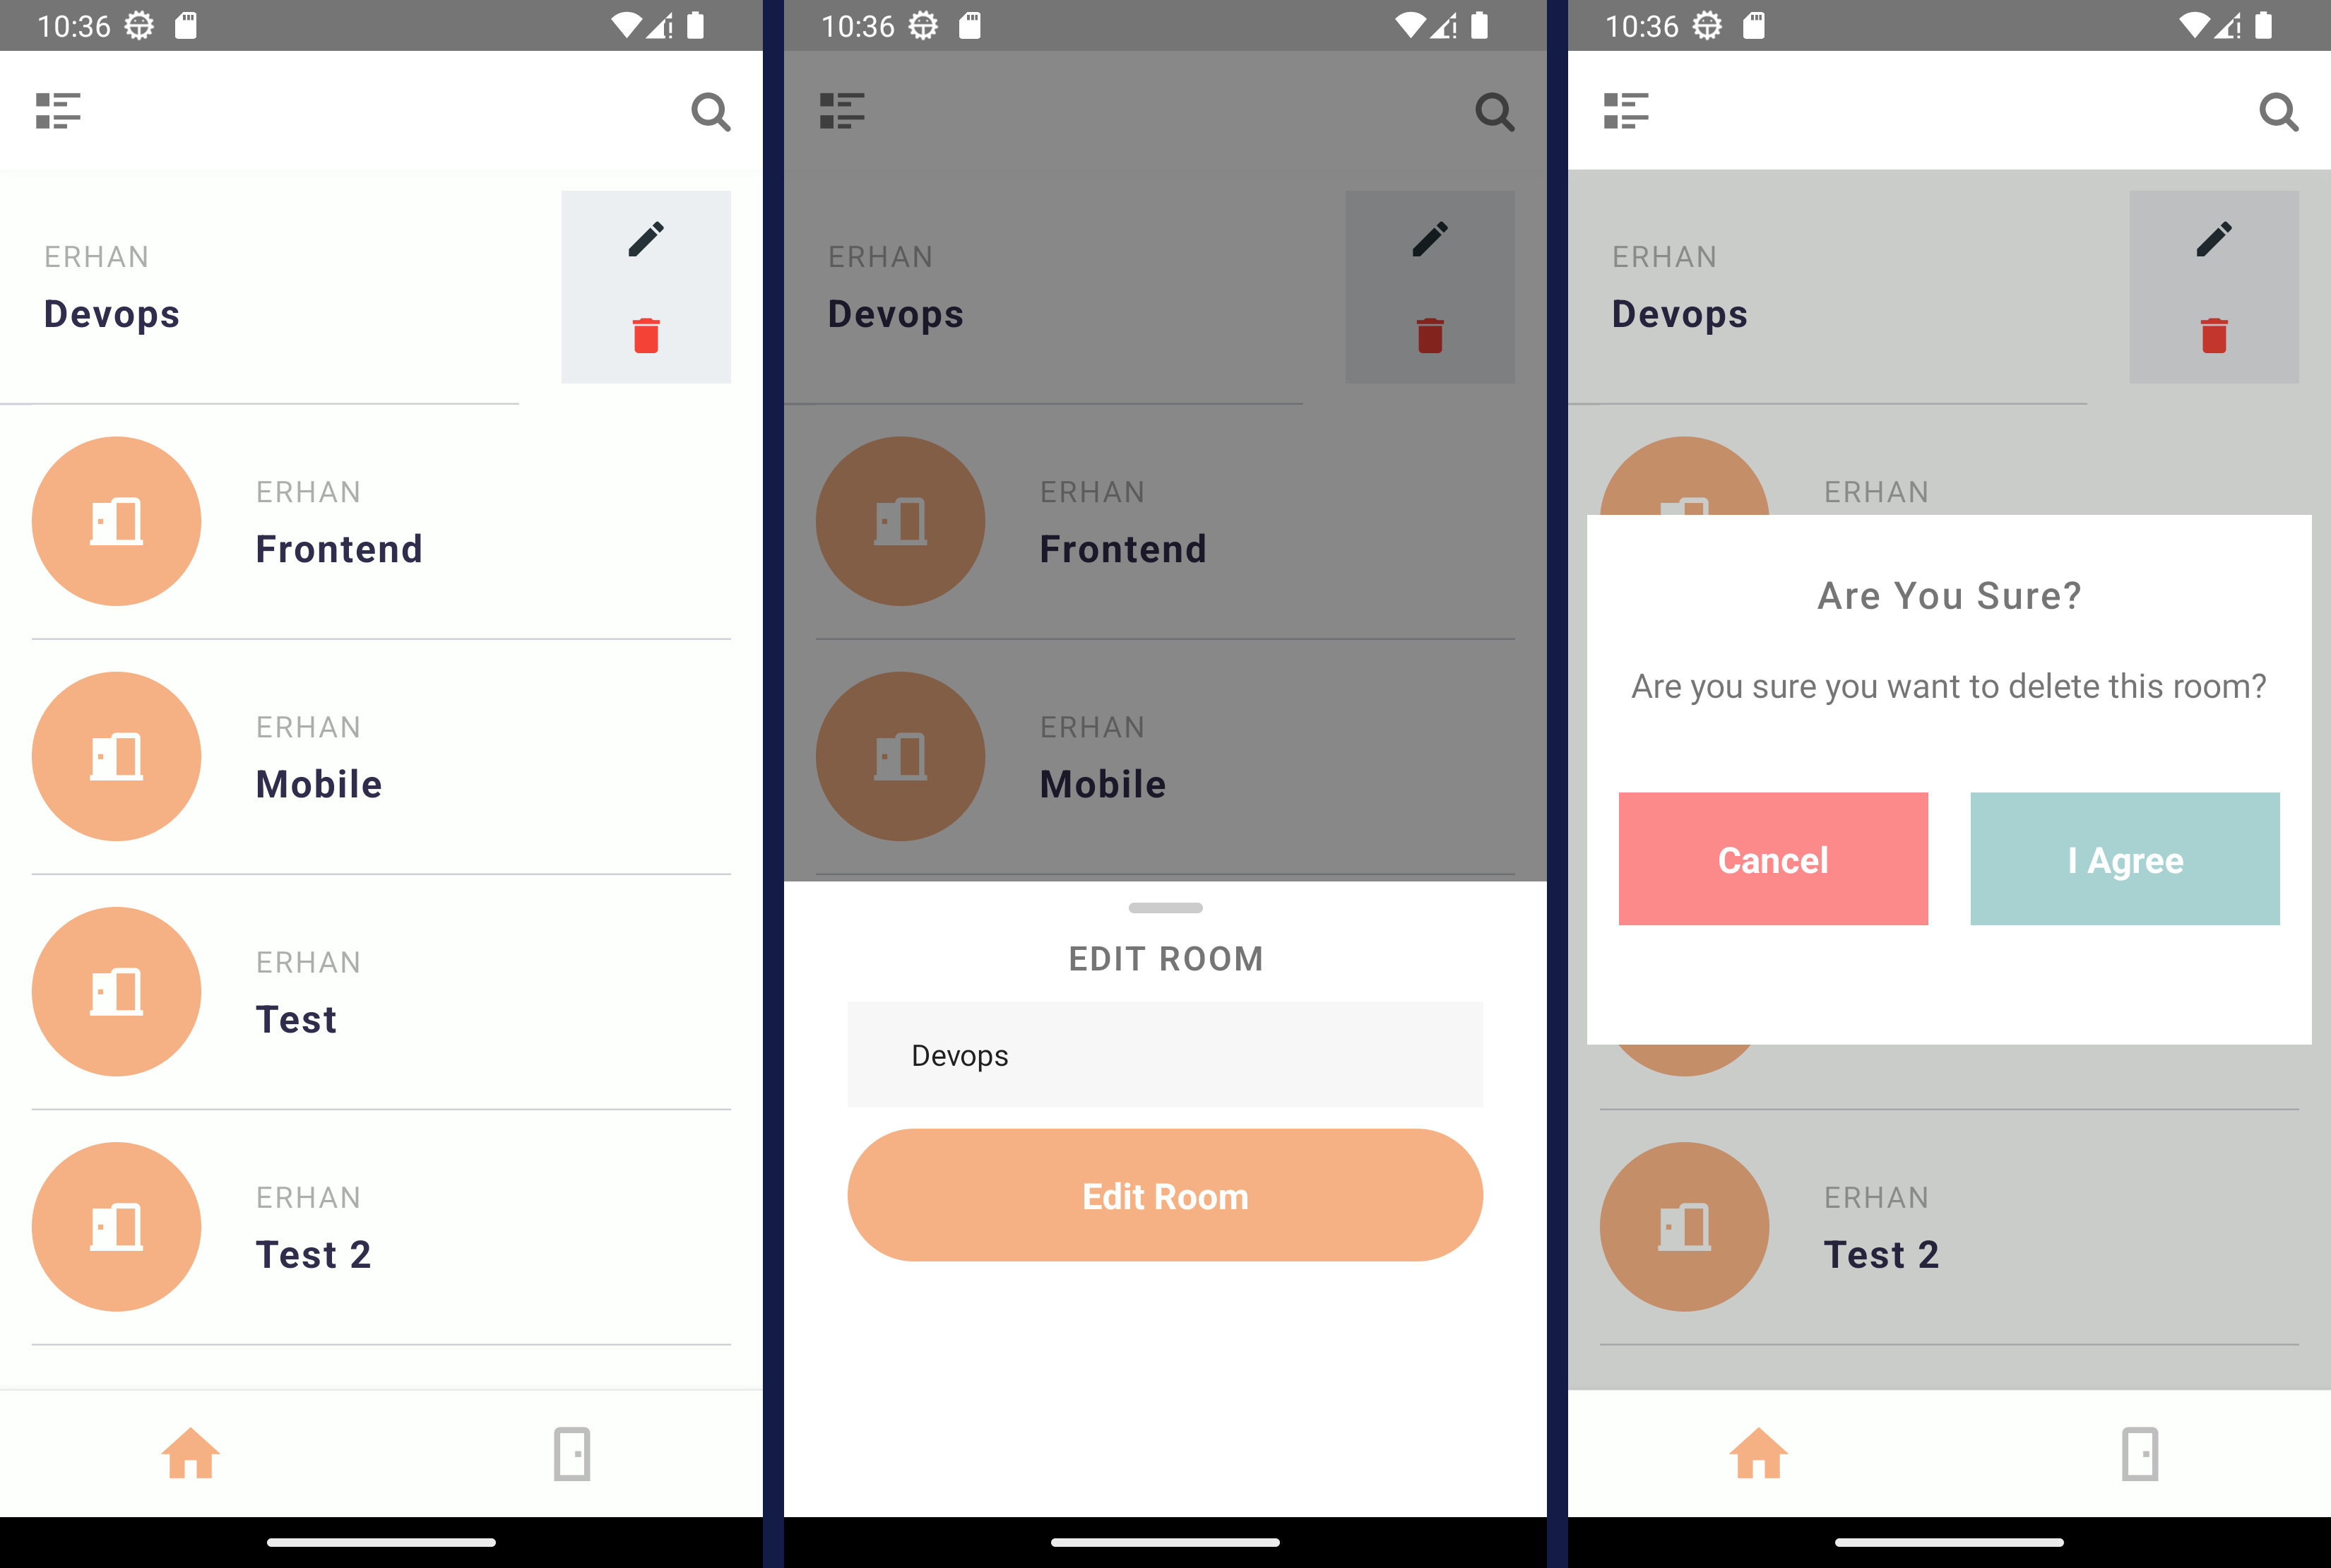 10:36
ERHAN
Devops
ERHAN
Frontend
ERHAN
Mobile
ERHAN
Test
ERHAN
Test 2
10:36
ERHAN
Devops
ERHAN
Frontend
ERHAN
Mobile
EDIT ROOM
Devops
Edit Room
10:36
ERHAN
Devops
ERHAN
Are You Sure?
Are you sure you want to delete this room?
Cancel
I Agree
ERHAN
Test 2